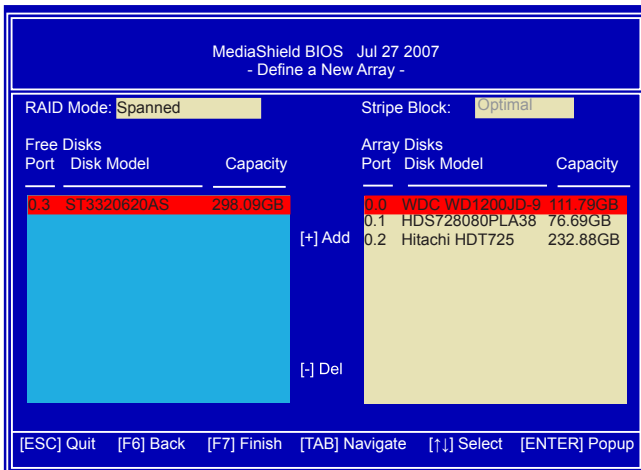 MediaShield BIOS Jul 27 2007
- Define a New Array -
RAID Mode: Spanned Stripe Block: Optimal
Free Disks Array Disks
Port Disk Model Capacity Port Disk Model Capacity
0.3 ST3320620AS 298.09GB 0.0 WDC WD1200JD-9 111.79GB
0.1 HDS728080PLA38 76.69GB
[+] Add 0.2 Hitachi HDT725 232.88GB
[-] Del
[ESC] Quit [F6] Back [F7] Finish [TAB] Navigate [↑↓] Select [ENTER] Popup